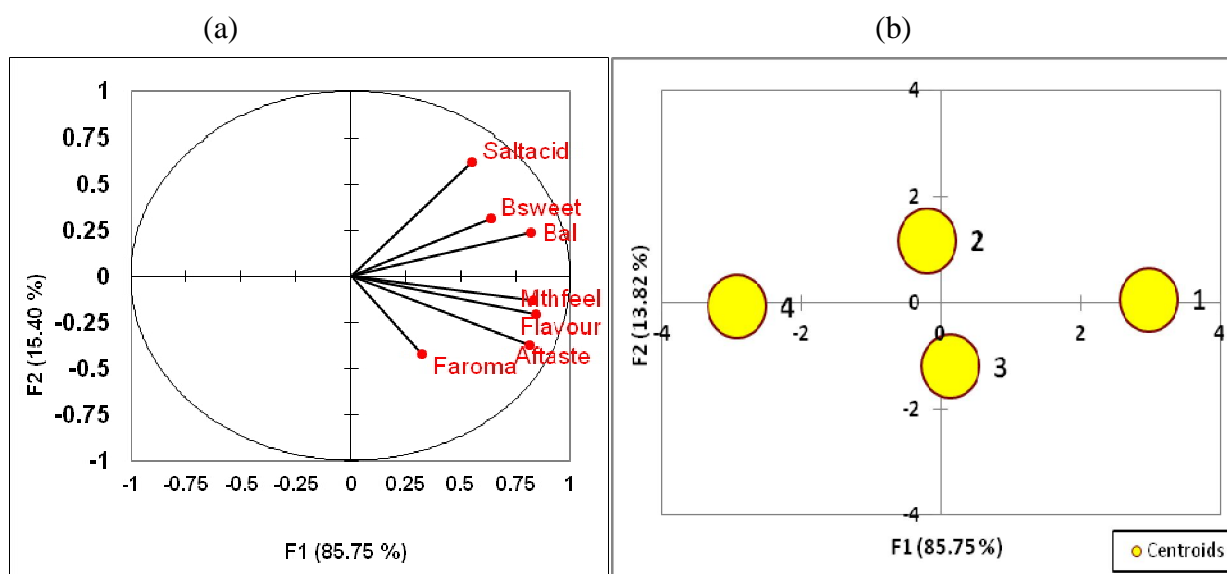 (a)
(b)
1
0.75
0.5
0.25
0
-0.25
-0.5
-0.75
-1
F2 (15.40 %)
Saltacid
Bsweet
Bal
Mthfeel
Flavour
Aftaste
Faroma
-1 -0.75 -0.5 -0.25 0 0.25 0.5 0.75 1
F1 (85.75 %)
4
2
0
-2
-4
F2 (13.82 %)
2
4
1
3
-4 -2 0 2 4
F1 (85.75 %)
Centroids